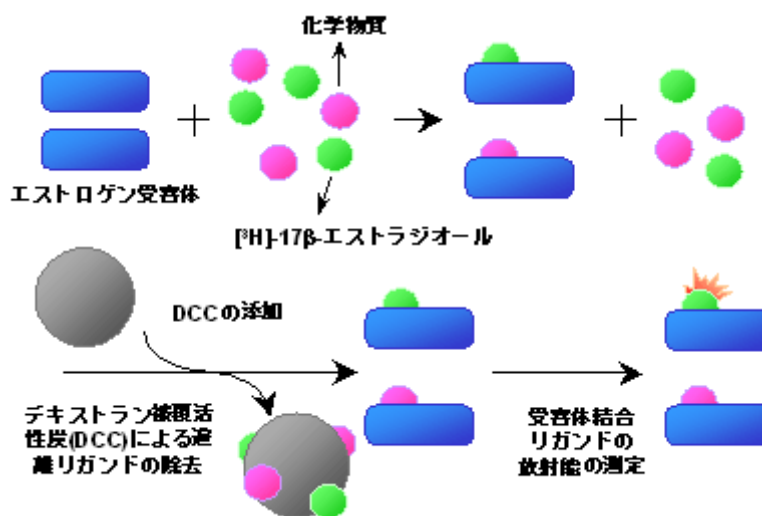 化学物質
エストロゲン受容体
[³H]-17β-エストラジオール
DCCの添加
デキストラン被覆活
性炭(DCC)による遊
離リガンドの除去
受容体結合
リガンドの
放射能の測定